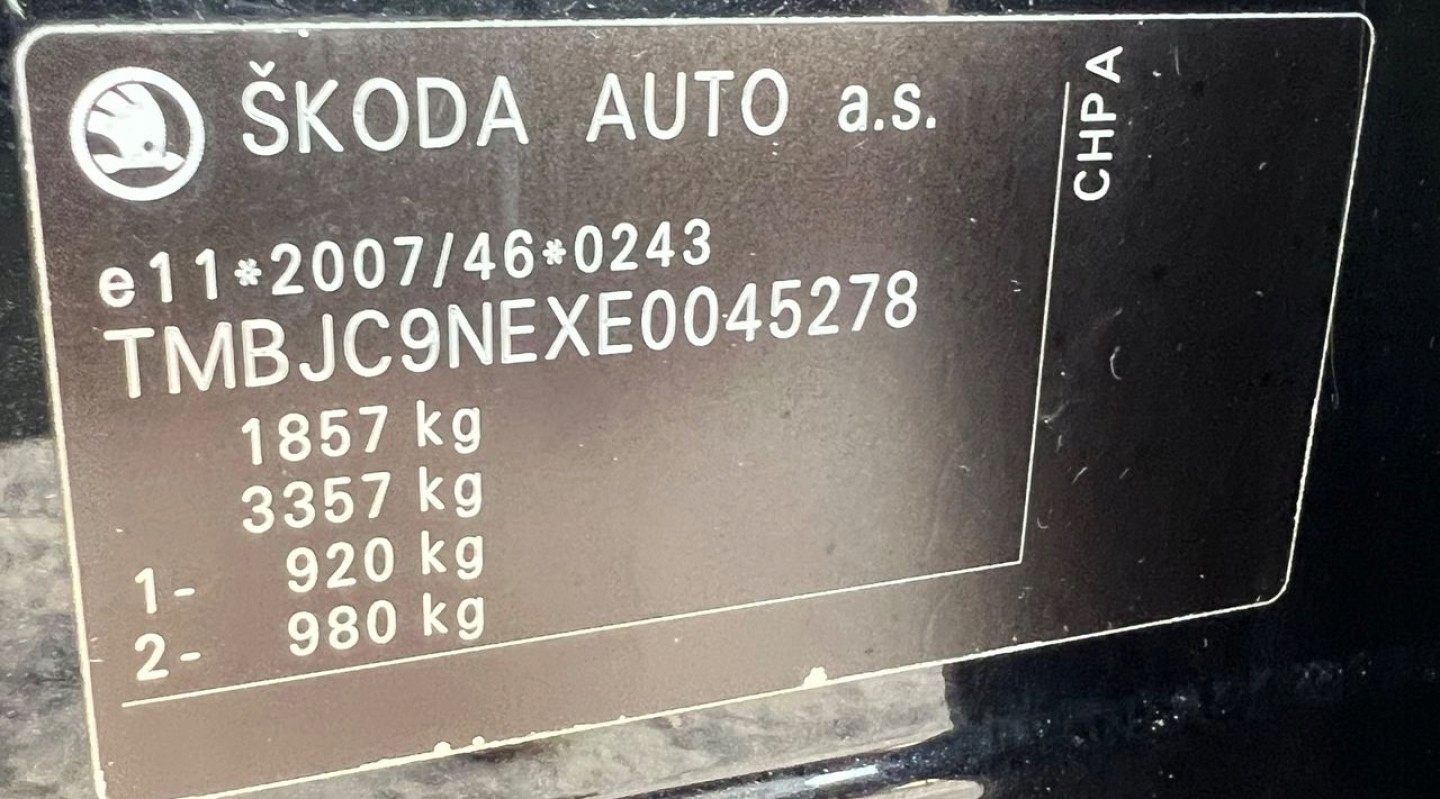 ŠKODA AUTO a.s.
CHPA
e11*2007/46*0243
TMBJC9NEXE0045278
1857 kg
3357 kg
1- 920 kg
2- 980 kg